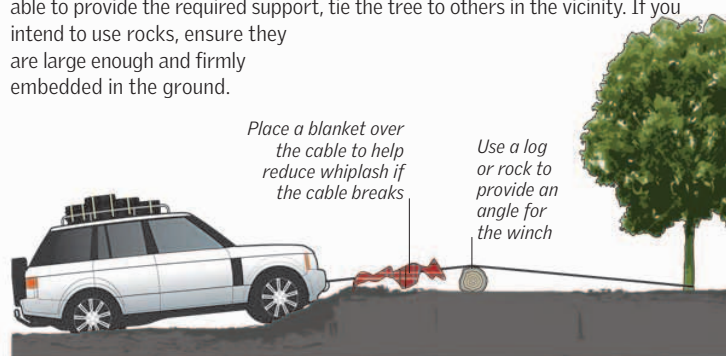 able to provide the required support, tie the tree to others in the vicinity. If you
intend to use rocks, ensure they
are large enough and firmly
embedded in the ground.
Place a blanket over
the cable to help
reduce whiplash if
the cable breaks
Use a log
or rock to
provide an
angle for
the winch